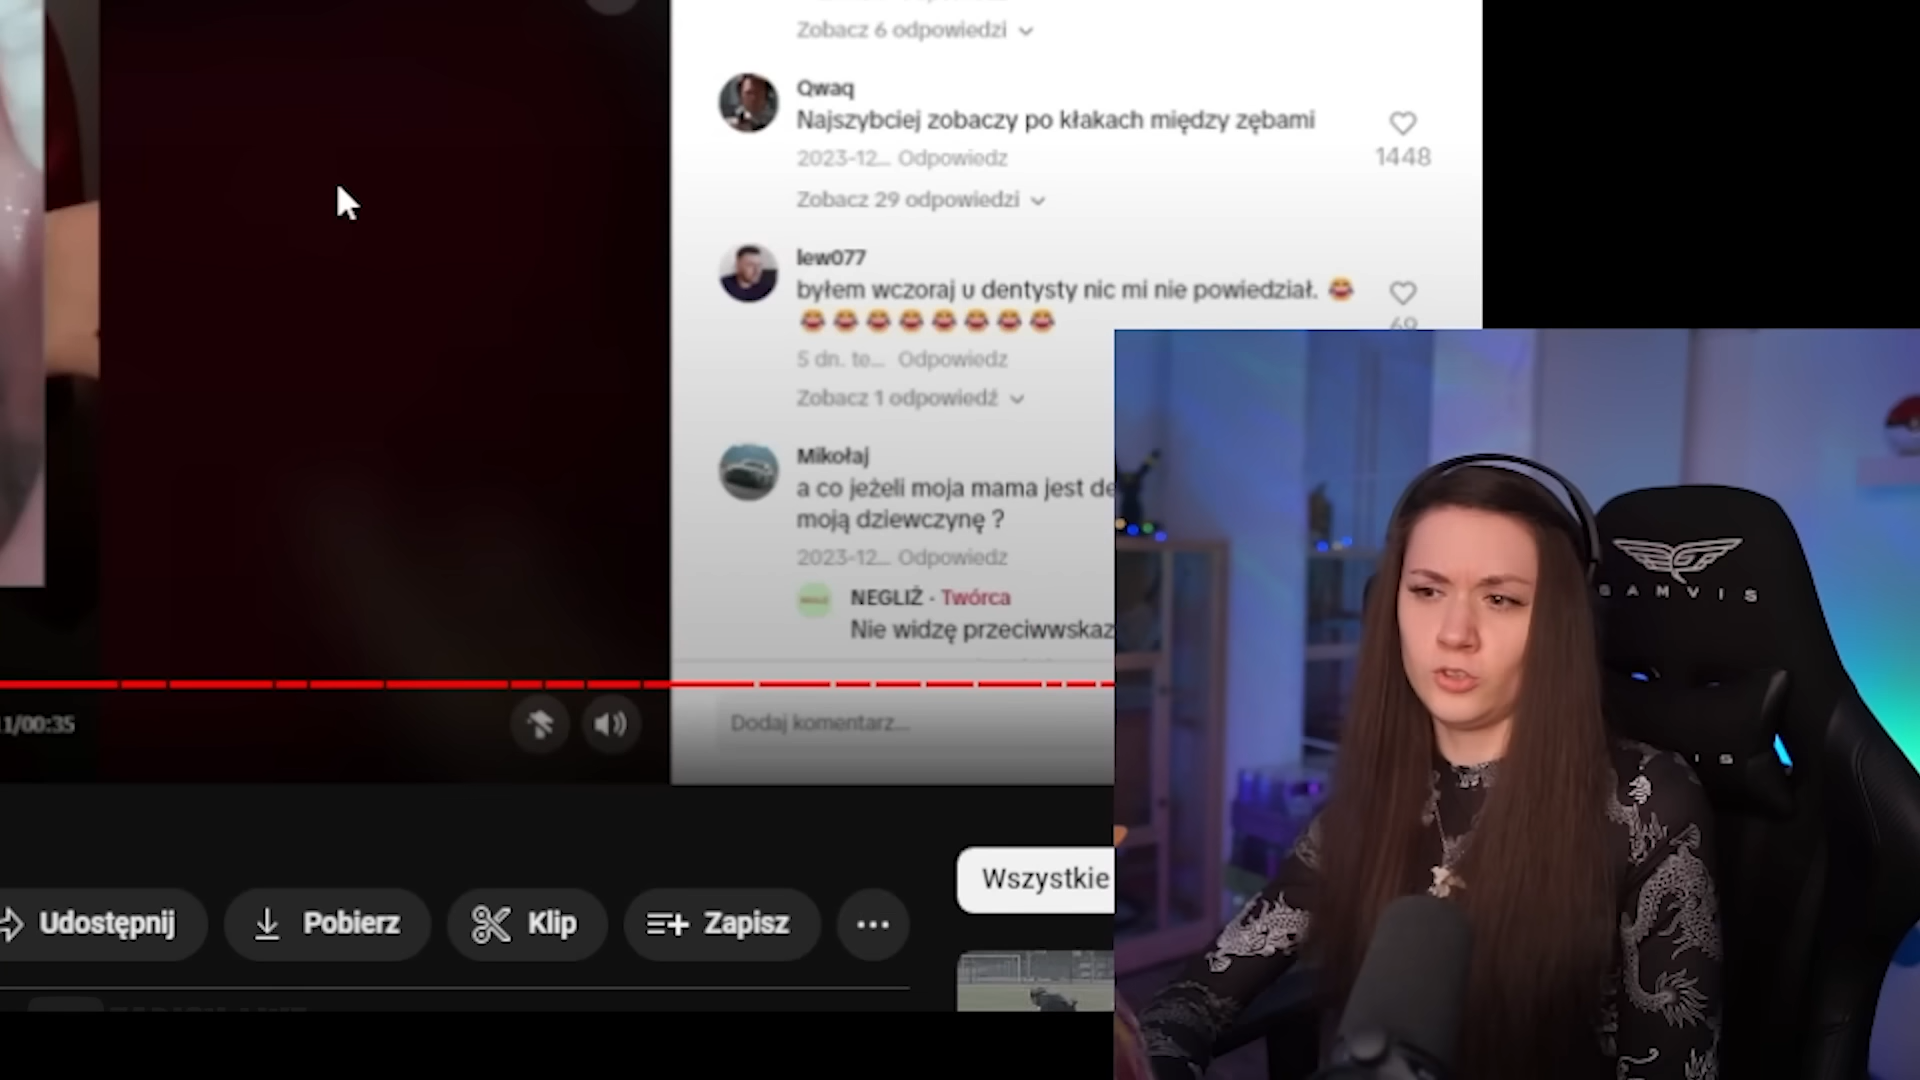 Zobacz 6 odpowiedzi
Qwaq
Najszybciej zobaczy po kłakach między zębami
1448
2023-12... Odpowiedz
Zobacz 29 odpowiedzi
lew077
byłem wczoraj u dentysty nic mi nie powiedział. 😂
😂😂😂😂😂😂😂😂
5 dn. te... Odpowiedz
Zobacz 1 odpowiedź
Mikołaj
a co jeżeli moja mama jest de
moją dziewczynę ?
2023-12... Odpowiedz
NEGLIŻ · Twórca
Nie widzę przeciwwskaz
1/00:35
Dodaj komentarz...
Wszystkie
Udostępnij
Pobierz
Klip
Zapisz
GAMVIS